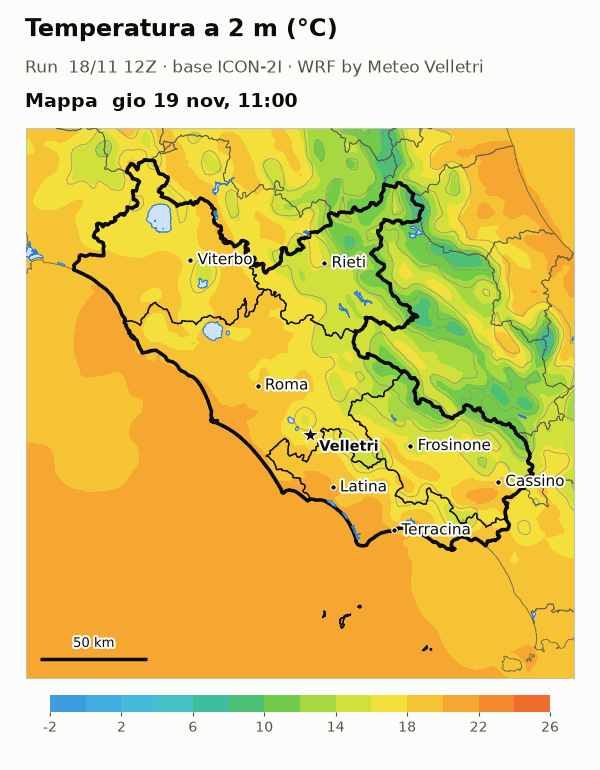 Temperatura a 2 m (°C)
Run  18/11 12Z · base ICON-2I · WRF by Meteo Velletri
Mappa  gio 19 nov, 11:00
Viterbo
Rieti
Roma
Velletri
Frosinone
Latina
Cassino
Terracina
50 km
-2 2 6 10 14 18 22 26